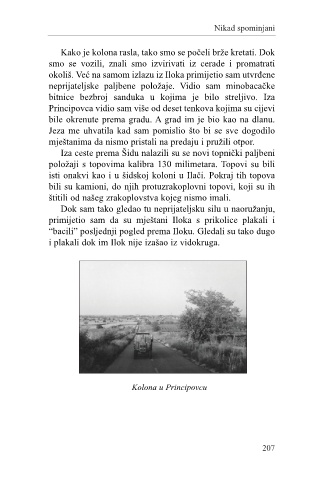 Nikad spominjani
Kako je kolona rasla, tako smo se počeli brže kretati. Dok
smo se vozili, znali smo izvirivati iz cerade i promatrati
okoliš. Već na samom izlazu iz Iloka primijetio sam utvrđene
neprijateljske paljbene položaje. Vidio sam minobacačke
bitnice bezbroj sanduka u kojima je bilo streljivo. Iza
Principovca vidio sam više od deset tenkova kojima su cijevi
bile okrenute prema gradu. A grad im je bio kao na dlanu.
Jeza me uhvatila kad sam pomislio što bi se sve dogodilo
mještanima da nismo pristali na predaju i pružili otpor.
Iza ceste prema Šidu nalazili su se novi topnički paljbeni
položaji s topovima kalibra 130 milimetara. Topovi su bili
isti onakvi kao i u šidskoj koloni u Ilači. Pokraj tih topova
bili su kamioni, do njih protuzrakoplovni topovi, koji su ih
štitili od našeg zrakoplovstva kojeg nismo imali.
Dok sam tako gledao tu neprijateljsku silu u naoružanju,
primijetio sam da su mještani Iloka s prikolice plakali i
“bacili” posljednji pogled prema Iloku. Gledali su tako dugo
i plakali dok im Ilok nije izašao iz vidokruga.
Kolona u Principovcu
207